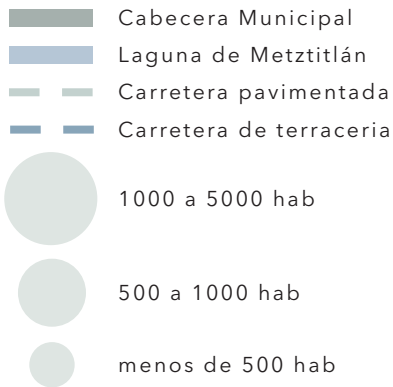 Cabecera Municipal
Laguna de Metztitlán
Carretera pavimentada
Carretera de terraceria
1000 a 5000 hab
500 a 1000 hab
menos de 500 hab